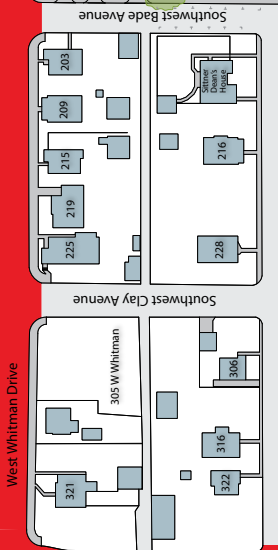 Southwest Bade Avenue
203
209
215
219
225
Sittner
Dean's
House
216
228
Southwest Clay Avenue
West Whitman Drive
305 W Whitman
321
306
316
322